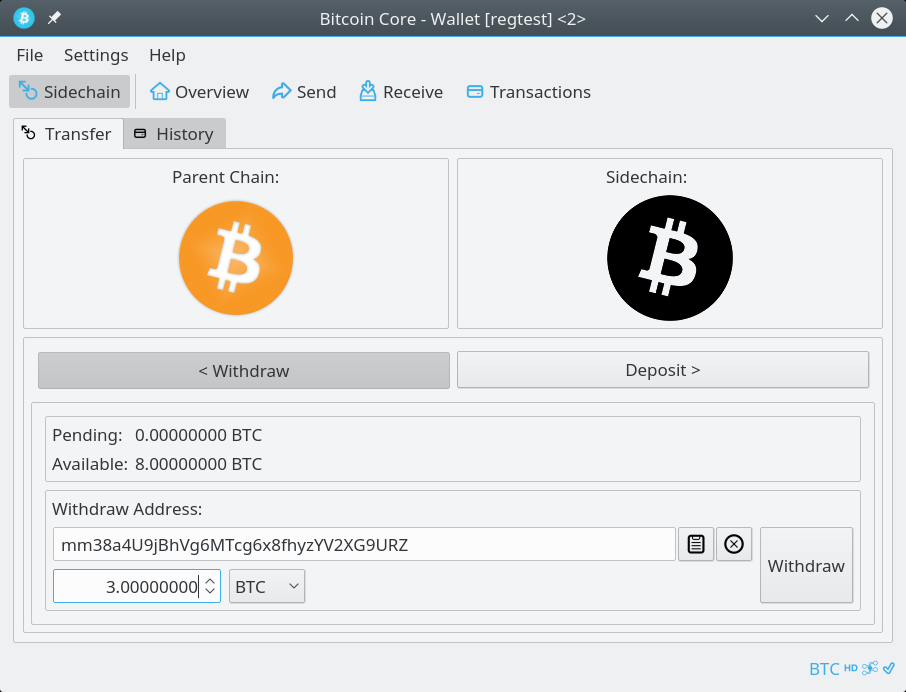 Bitcoin Core - Wallet [regtest] <2>
File Settings Help
Sidechain Overview Send Receive Transactions
Transfer History
Parent Chain: Sidechain:
< Withdraw Deposit >
Pending: 0.00000000 BTC
Available: 8.00000000 BTC
Withdraw Address:
mm38a4U9jBhVg6MTcg6x8fhyzYV2XG9URZ
Withdraw
3.00000000 BTC
BTC HD